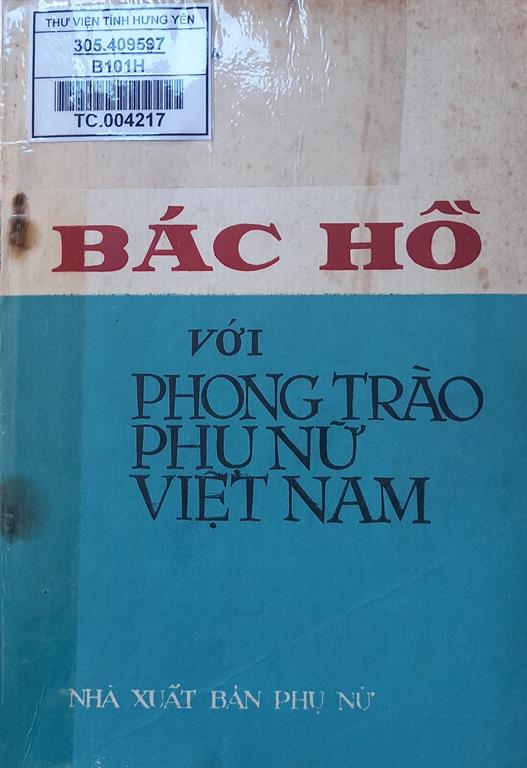 THƯ VIỆN TỈNH HƯNG YÊN
305.409597
B101H
TC.004217
BÁC HỒ
VỚI
PHONG TRÀO
PHỤ NỮ
VIỆT NAM
NHÀ XUẤT BẢN PHỤ NỮ